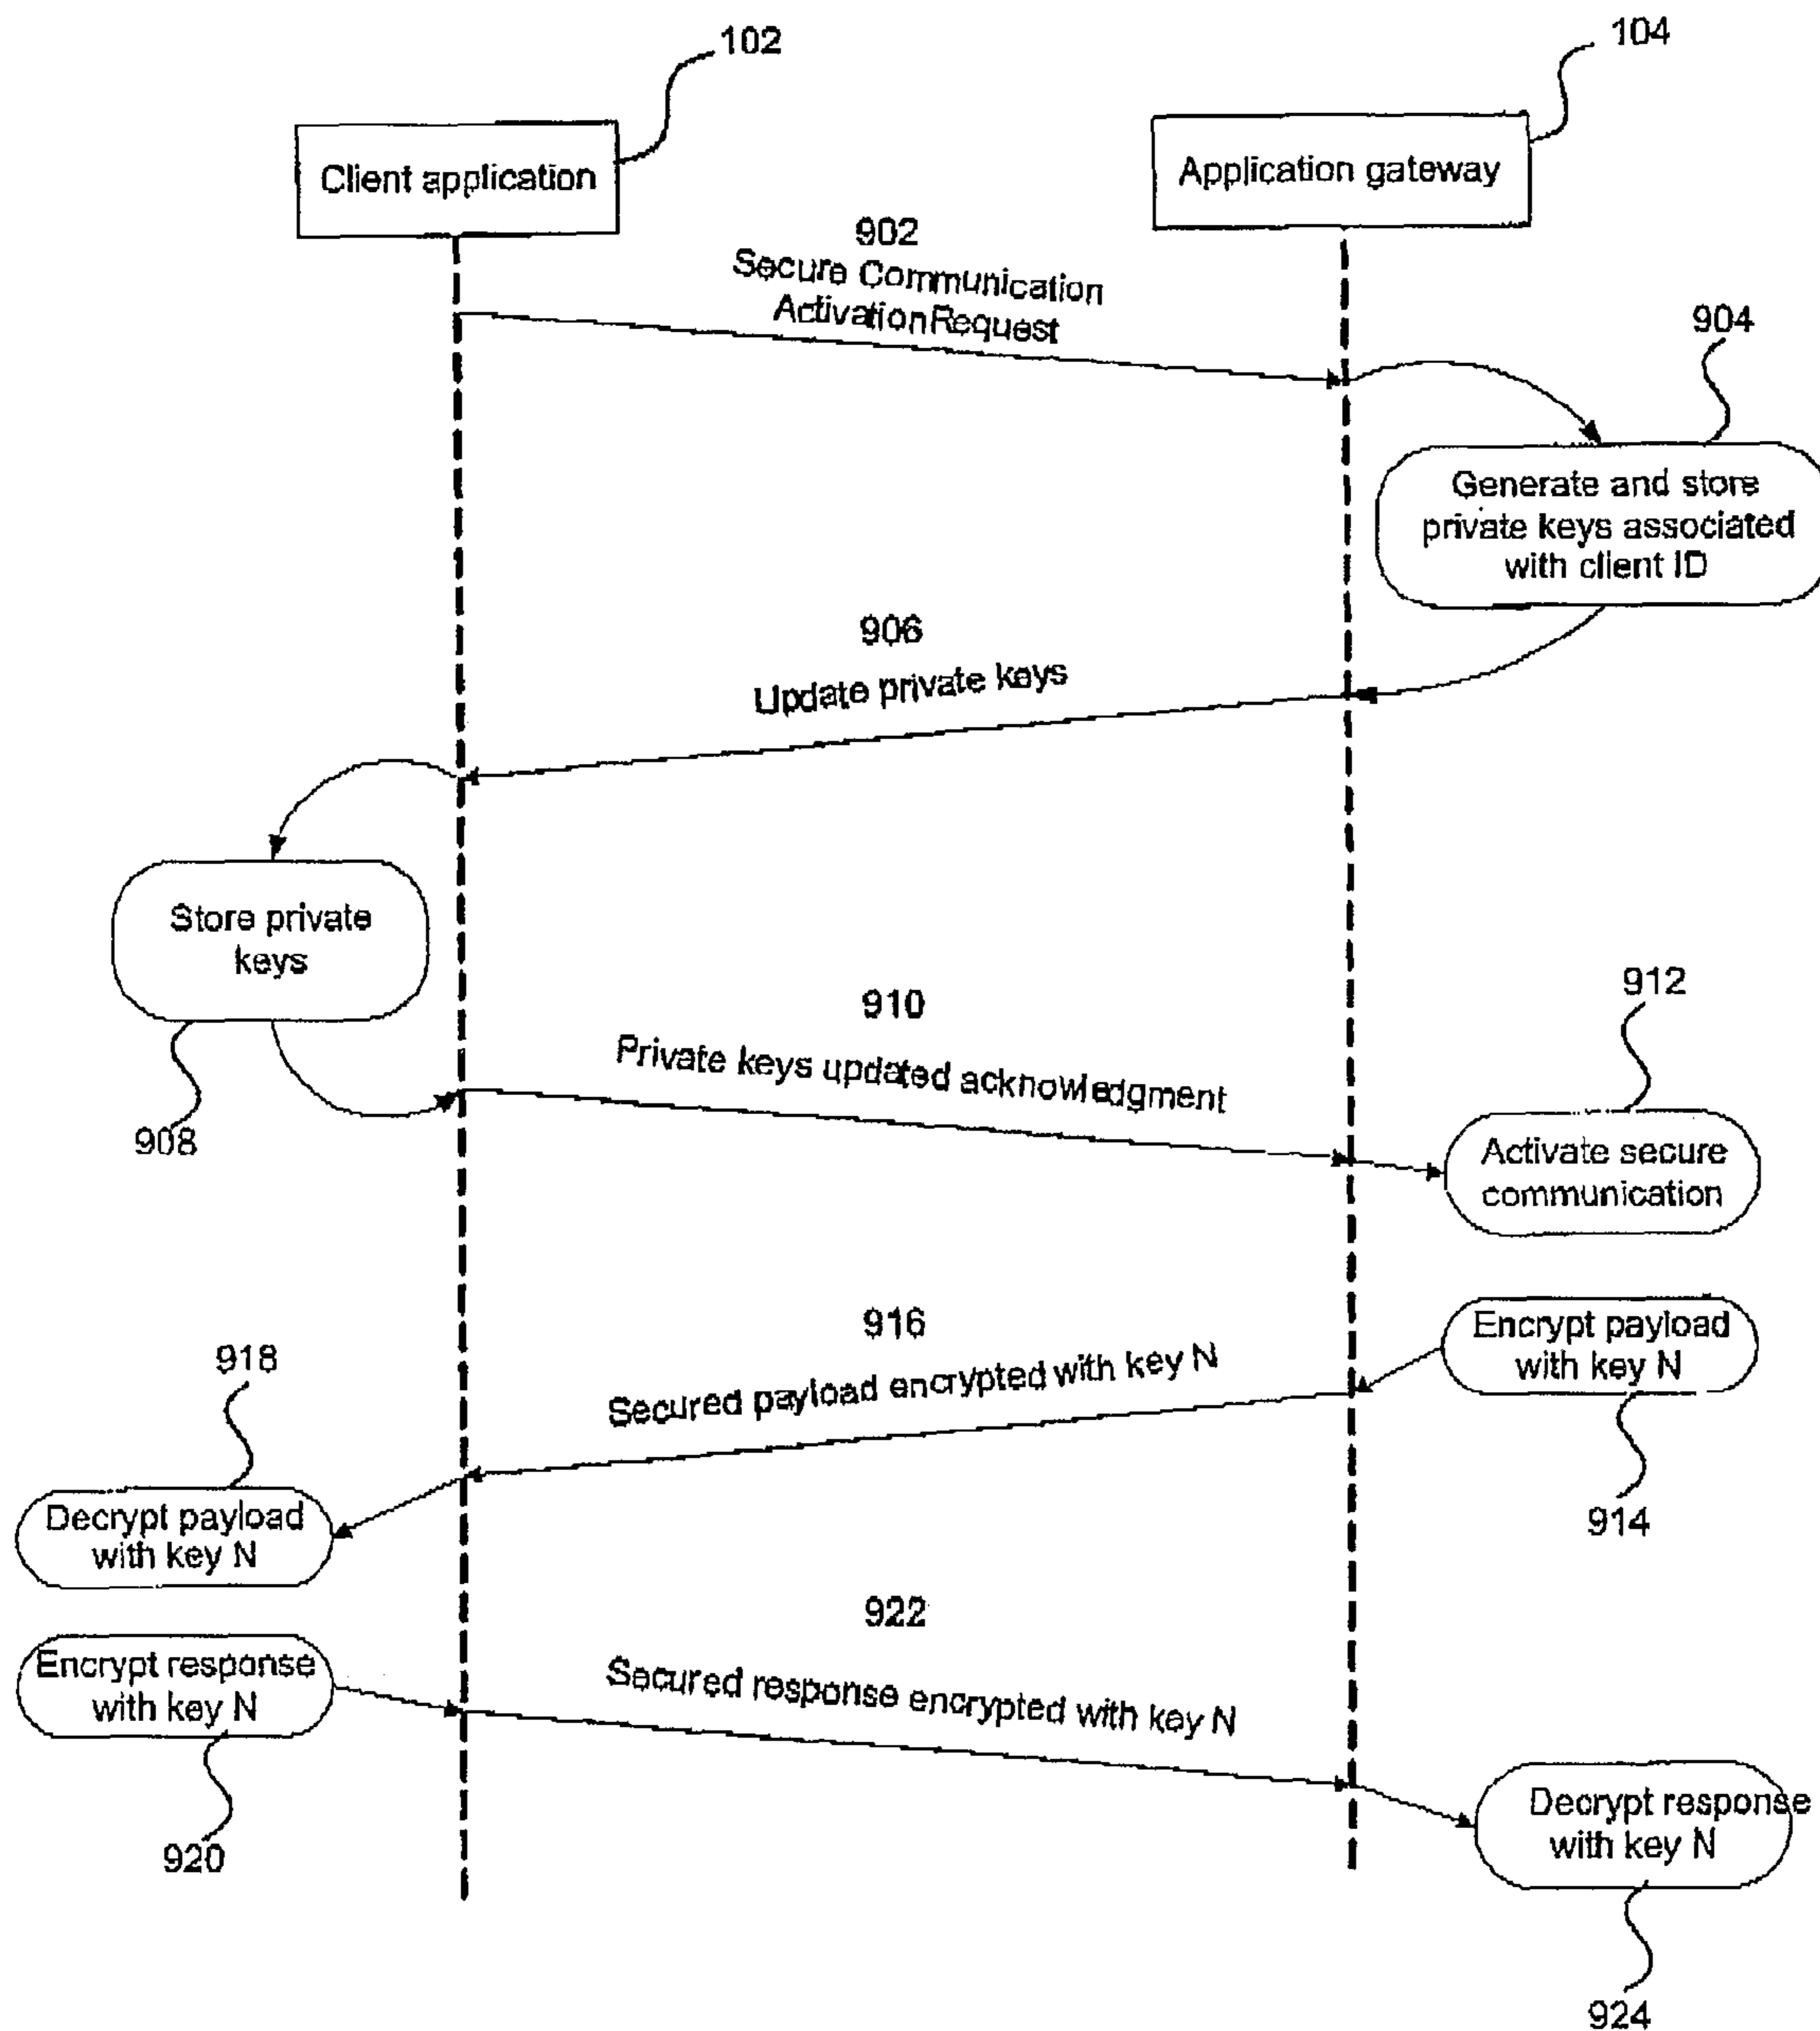 102
104
Client application
Application gateway
902
Secure Communication
Activation Request
904
Generate and store
private keys associated
with client ID
906
Update private keys
Store private
keys
908
910
Private keys updated acknowledgment
912
Activate secure
communication
916
Secured payload encrypted with key N
Encrypt payload
with key N
914
918
Decrypt payload
with key N
922
Secured response encrypted with key N
Encrypt response
with key N
920
Decrypt response
with key N
924